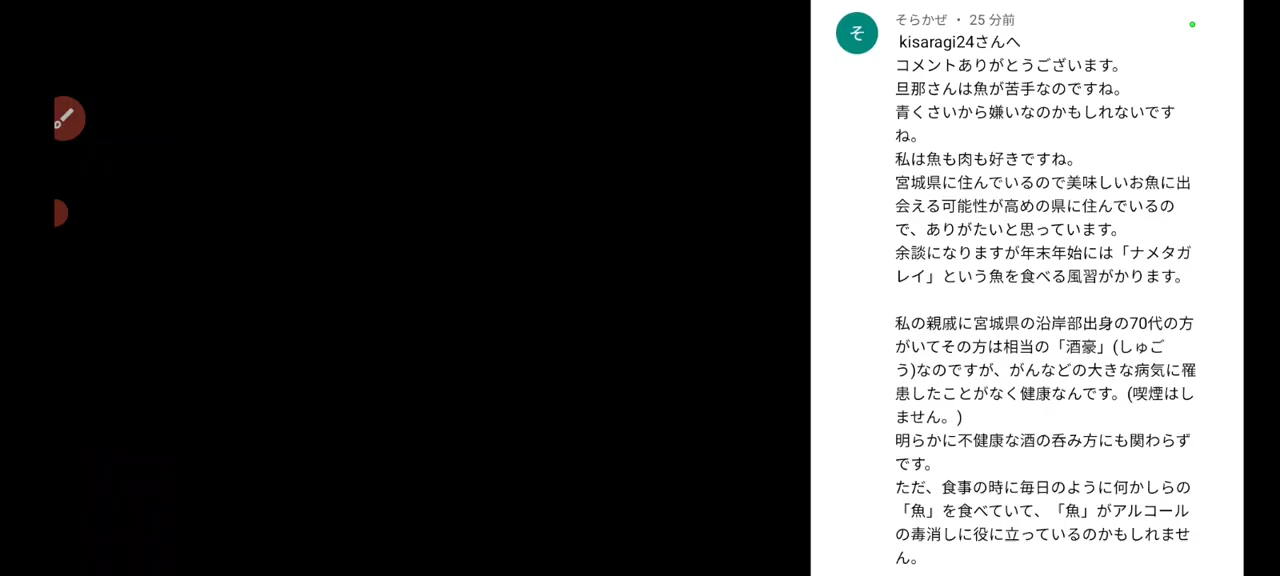 そ
そらかぜ ・ 25 分前
kisaragi24さんへ
コメントありがとうございます。
旦那さんは魚が苦手なのですね。
青くさいから嫌いなのかもしれないです
ね。
私は魚も肉も好きですね。
宮城県に住んでいるので美味しいお魚に出
会える可能性が高めの県に住んでいるの
で、ありがたいと思っています。
余談になりますが年末年始には「ナメタガ
レイ」という魚を食べる風習がかります。
私の親戚に宮城県の沿岸部出身の70代の方
がいてその方は相当の「酒豪」(しゅご
う)なのですが、がんなどの大きな病気に罹
患したことがなく健康なんです。(喫煙はし
ません。)
明らかに不健康な酒の呑み方にも関わらず
です。
ただ、食事の時に毎日のように何かしらの
「魚」を食べていて、「魚」がアルコール
の毒消しに役に立っているのかもしれませ
ん。